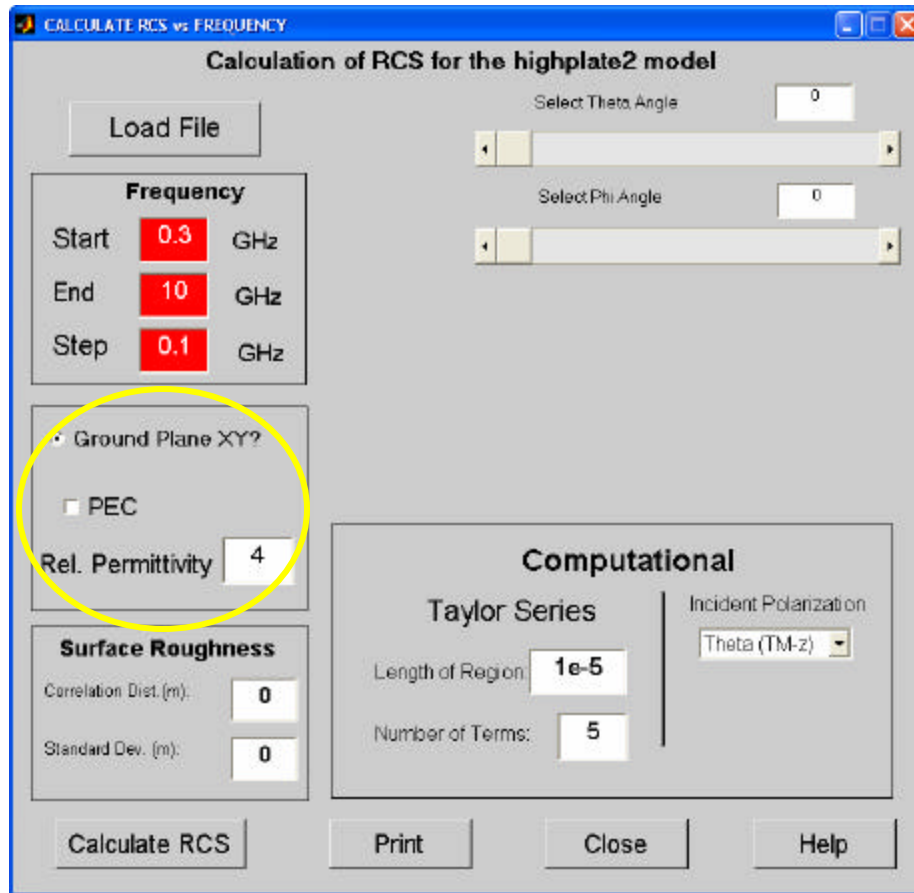 CALCULATE RCS vs FREQUENCY
Calculation of RCS for the highplate2 model
Load File
Select Theta Angle 0
Select Phi Angle 0
Frequency
Start 0.3 GHz
End 10 GHz
Step 0.1 GHz
Ground Plane XY?
PEC
Rel. Permittivity 4
Surface Roughness
Correlation Dist.(m): 0
Standard Dev. (m): 0
Computational
Taylor Series
Length of Region: 1e-5
Number of Terms: 5
Incident Polarization
Theta (TM-z)
Calculate RCS
Print
Close
Help